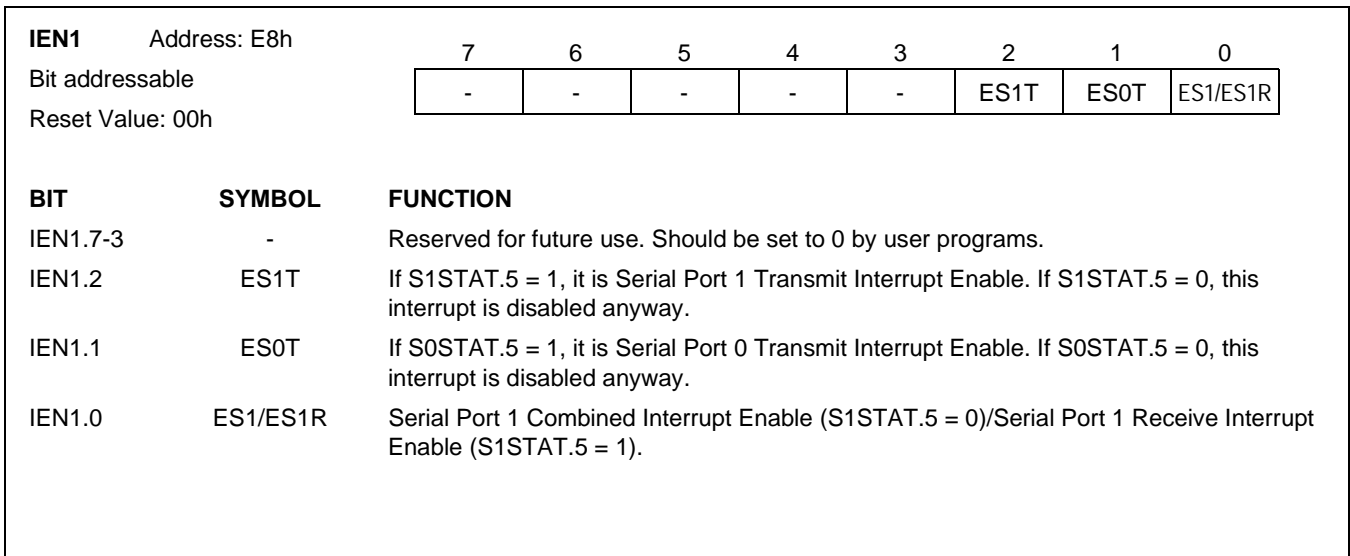 IEN1 Address: E8h
Bit addressable
Reset Value: 00h
7 6 5 4 3 2 1 0
- - - - - ES1T ES0T ES1/ES1R
BIT SYMBOL FUNCTION
IEN1.7-3 - Reserved for future use. Should be set to 0 by user programs.
IEN1.2 ES1T If S1STAT.5 = 1, it is Serial Port 1 Transmit Interrupt Enable. If S1STAT.5 = 0, this
interrupt is disabled anyway.
IEN1.1 ES0T If S0STAT.5 = 1, it is Serial Port 0 Transmit Interrupt Enable. If S0STAT.5 = 0, this
interrupt is disabled anyway.
IEN1.0 ES1/ES1R Serial Port 1 Combined Interrupt Enable (S1STAT.5 = 0)/Serial Port 1 Receive Interrupt
Enable (S1STAT.5 = 1).